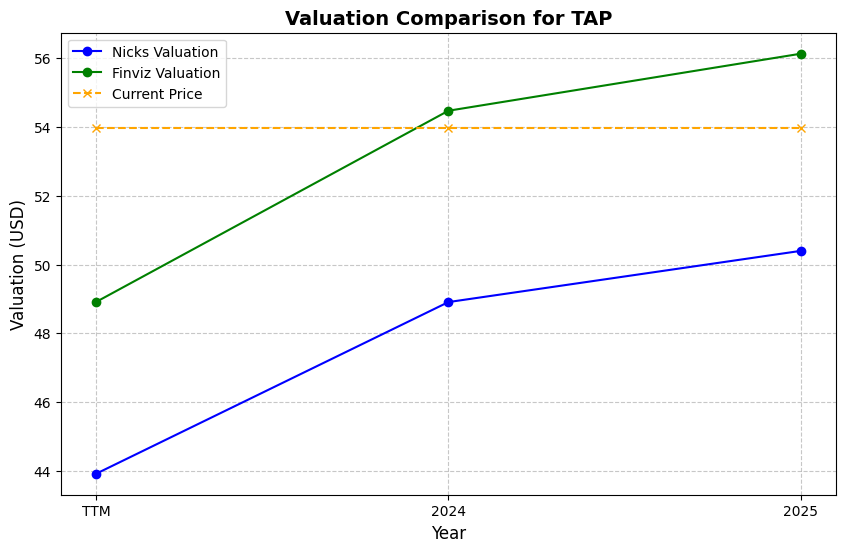 Valuation Comparison for TAP
Nicks Valuation
Finviz Valuation
Current Price
Valuation (USD)
56
54
52
50
48
46
44
TTM
2024
2025
Year